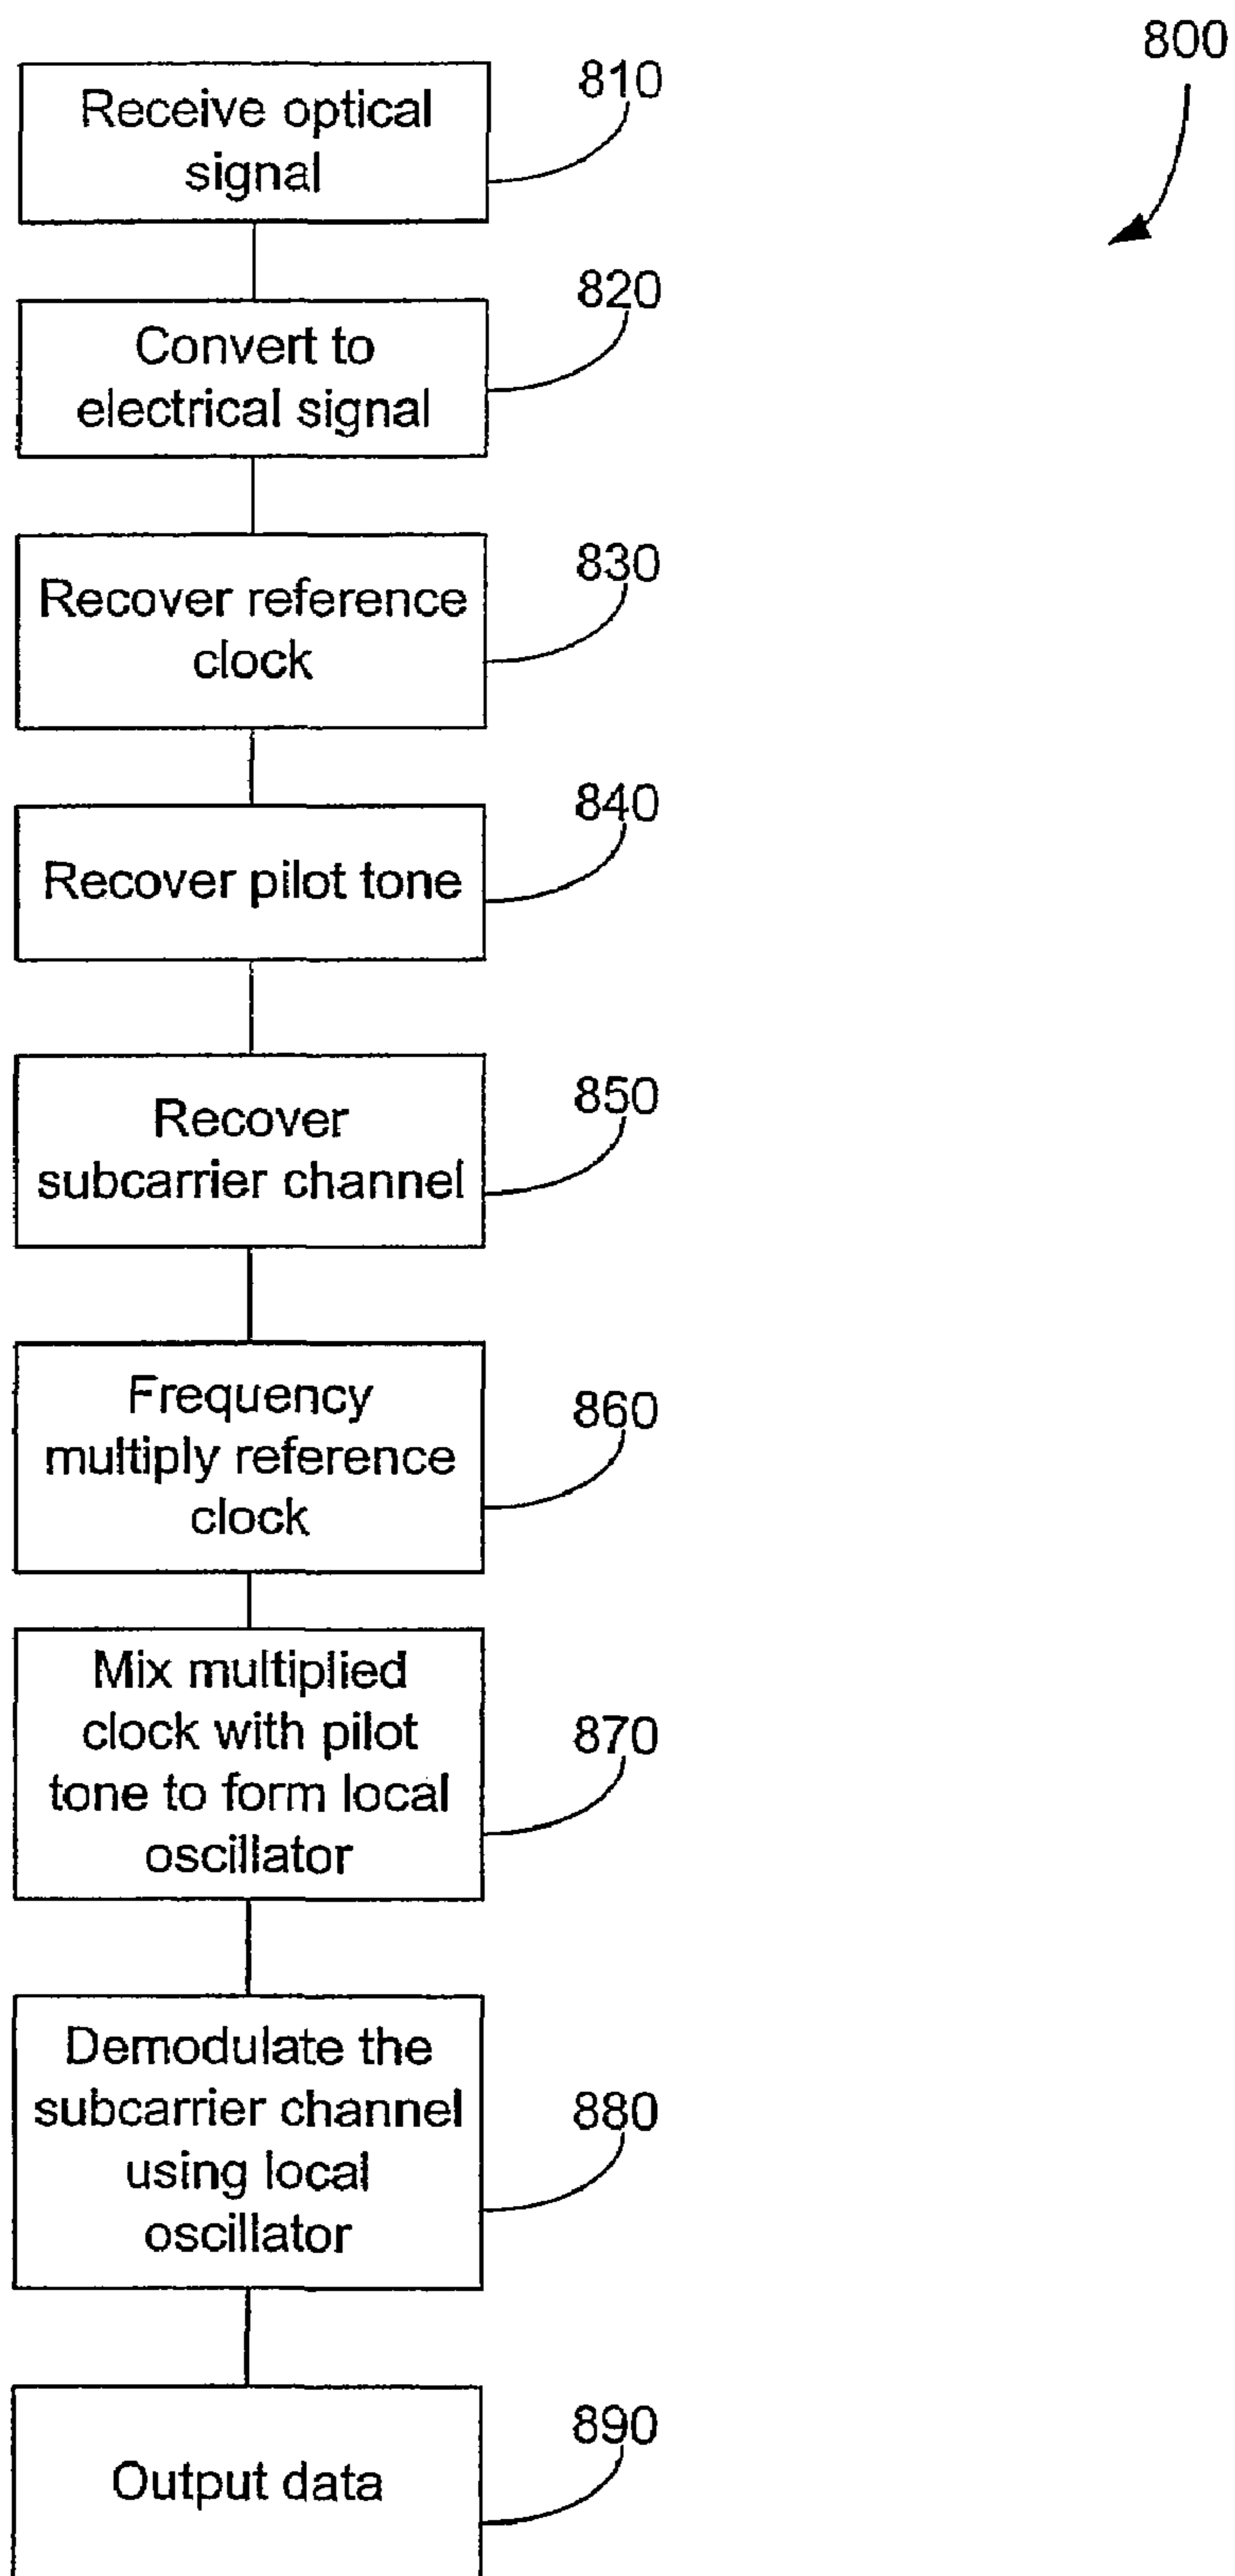 800
810
Receive optical
signal
820
Convert to
electrical signal
830
Recover reference
clock
840
Recover pilot tone
850
Recover
subcarrier channel
860
Frequency
multiply reference
clock
870
Mix multiplied
clock with pilot
tone to form local
oscillator
880
Demodulate the
subcarrier channel
using local
oscillator
890
Output data